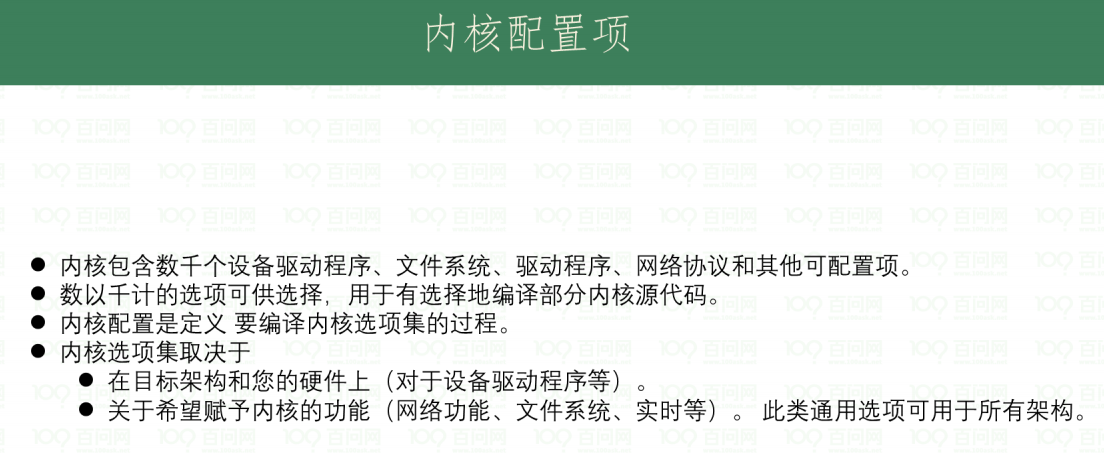 内核配置项
内核包含数千个设备驱动程序、文件系统、驱动程序、网络协议和其他可配置项。
数以千计的选项可供选择，用于有选择地编译部分内核源代码。
内核配置是定义 要编译内核选项集的过程。
内核选项集取决于
在目标架构和您的硬件上（对于设备驱动程序等）。
关于希望赋予内核的功能（网络功能、文件系统、实时等）。 此类通用选项可用于所有架构。